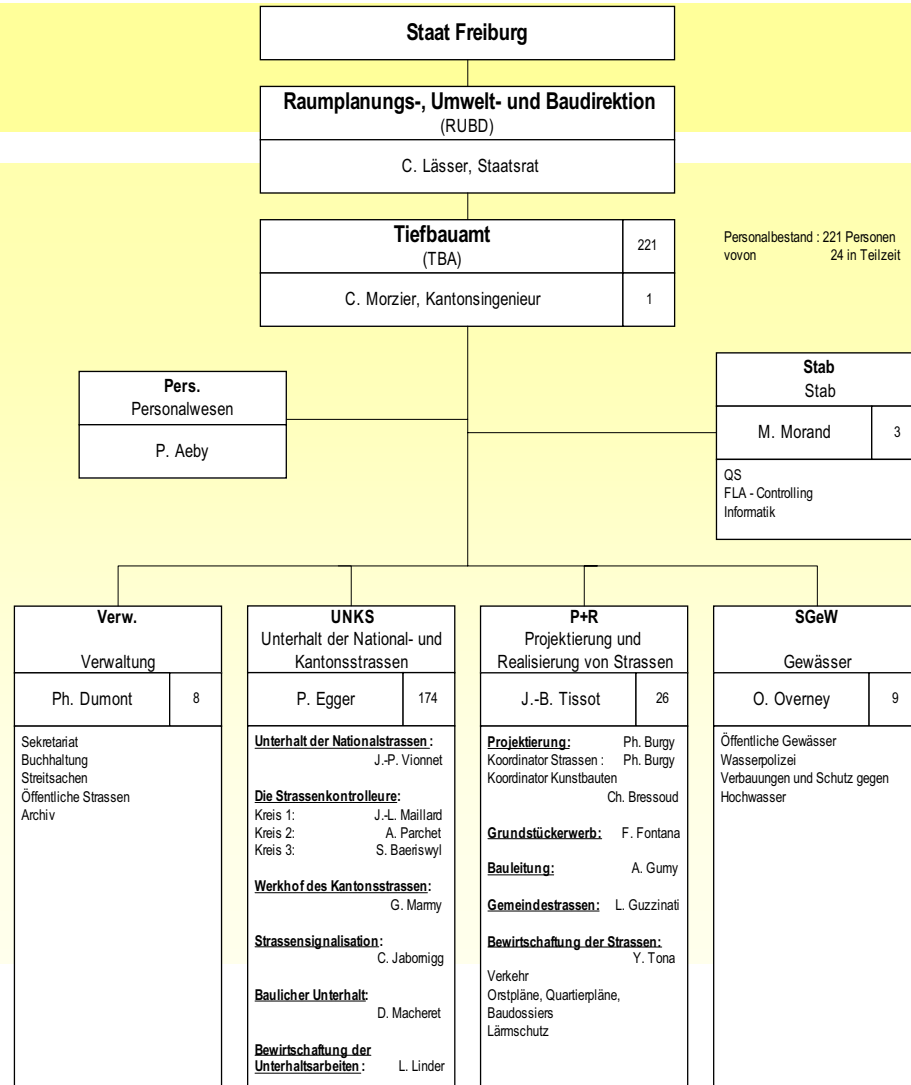 Staat Freiburg
Raumplanungs-, Umwelt- und Baudirektion
(RUBD)
C. Lässer, Staatsrat
Tiefbauamt
(TBA)
221
C. Morzier, Kantonsingenieur
1
Personalbestand : 221 Personen
vovon 24 in Teilzeit
Pers.
Personalwesen
P. Aeby
Stab
Stab
M. Morand
3
QS
FLA - Controlling
Informatik
Verw.
Verwaltung
Ph. Dumont
8
Sekretariat
Buchhaltung
Streitsachen
Öffentliche Strassen
Archiv
UNKS
Unterhalt der National- und
Kantonsstrassen
P. Egger
174
Unterhalt der Nationalstrassen :
J.-P. Vionnet
Die Strassenkontrolleure:
Kreis 1: J.-L. Maillard
Kreis 2: A. Parchet
Kreis 3: S. Baeriswyl
Werkhof des Kantonsstrassen:
G. Marmy
Strassensignalisation:
C. Jabornigg
Baulicher Unterhalt:
D. Macheret
Bewirtschaftung der
Unterhaltsarbeiten : L. Linder
P+R
Projektierung und
Realisierung von Strassen
J.-B. Tissot
26
Projektierung: Ph. Burgy
Koordinator Strassen : Ph. Burgy
Koordinator Kunstbauten
Ch. Bressoud
Grundstückerwerb: F. Fontana
Bauleitung: A. Gumy
Gemeindestrassen: L. Guzzinati
Bewirtschaftung der Strassen:
Y. Tona
Verkehr
Orstpläne, Quartierpläne,
Baudossiers
Lärmschutz
SGeW
Gewässer
O. Overney
9
Öffentliche Gewässer
Wasserpolizei
Verbauungen und Schutz gegen
Hochwasser